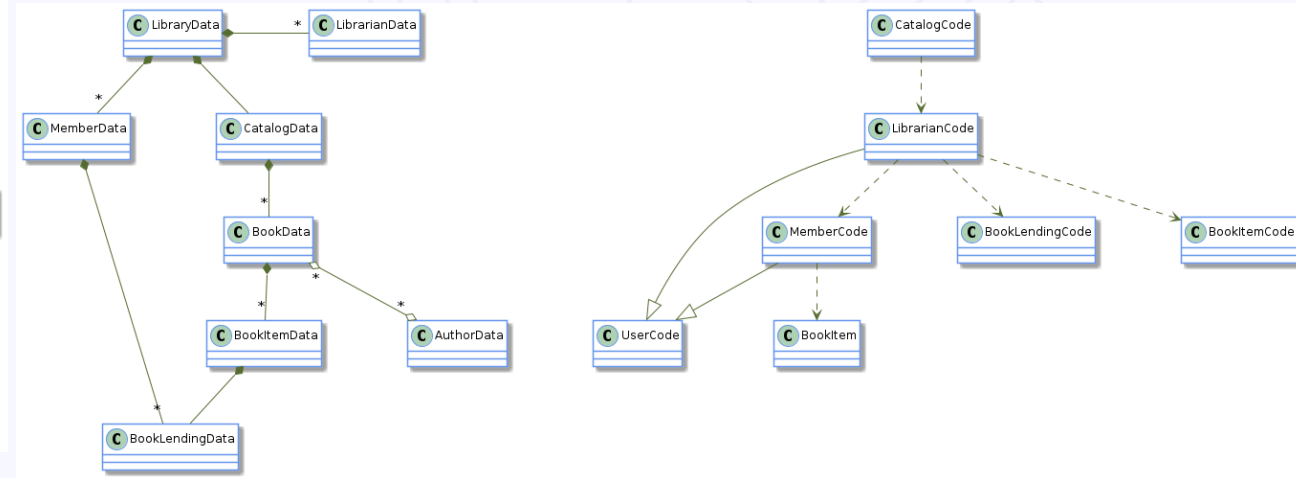 C LibraryData
*
C LibrarianData
C CatalogCode
*
C MemberData
C CatalogData
C LibrarianCode
*
C BookData
C MemberCode
C BookLendingCode
C BookItemCode
*
*
*
C BookItemData
C AuthorData
C UserCode
C BookItem
*
C BookLendingData